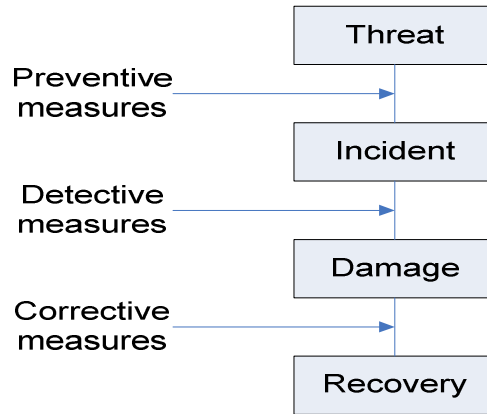 Threat
Preventive
measures
Incident
Detective
measures
Damage
Corrective
measures
Recovery